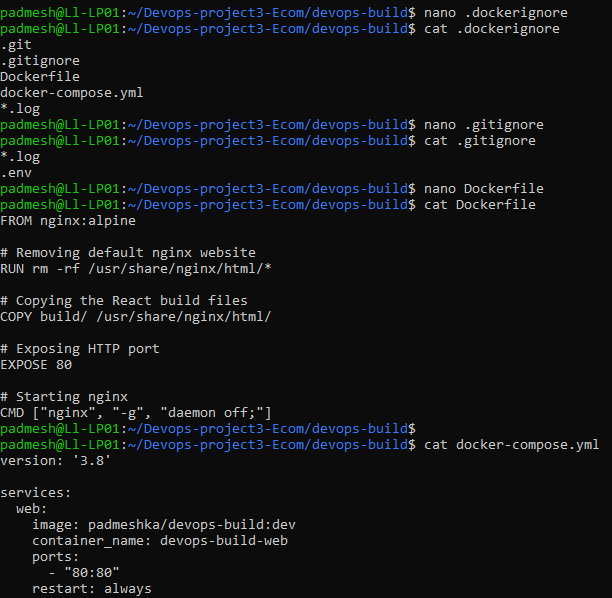 padmesh@Ll-LP01:~/Devops-project3-Ecom/devops-build$ nano .dockerignore
padmesh@Ll-LP01:~/Devops-project3-Ecom/devops-build$ cat .dockerignore
.git
.gitignore
Dockerfile
docker-compose.yml
*.log
padmesh@Ll-LP01:~/Devops-project3-Ecom/devops-build$ nano .gitignore
padmesh@Ll-LP01:~/Devops-project3-Ecom/devops-build$ cat .gitignore
*.log
.env
padmesh@Ll-LP01:~/Devops-project3-Ecom/devops-build$ nano Dockerfile
padmesh@Ll-LP01:~/Devops-project3-Ecom/devops-build$ cat Dockerfile
FROM nginx:alpine

# Removing default nginx website
RUN rm -rf /usr/share/nginx/html/*

# Copying the React build files
COPY build/ /usr/share/nginx/html/

# Exposing HTTP port
EXPOSE 80

# Starting nginx
CMD ["nginx", "-g", "daemon off;"]
padmesh@Ll-LP01:~/Devops-project3-Ecom/devops-build$
padmesh@Ll-LP01:~/Devops-project3-Ecom/devops-build$ cat docker-compose.yml
version: '3.8'

services:
  web:
    image: padmeshka/devops-build:dev
    container_name: devops-build-web
    ports:
      - "80:80"
    restart: always